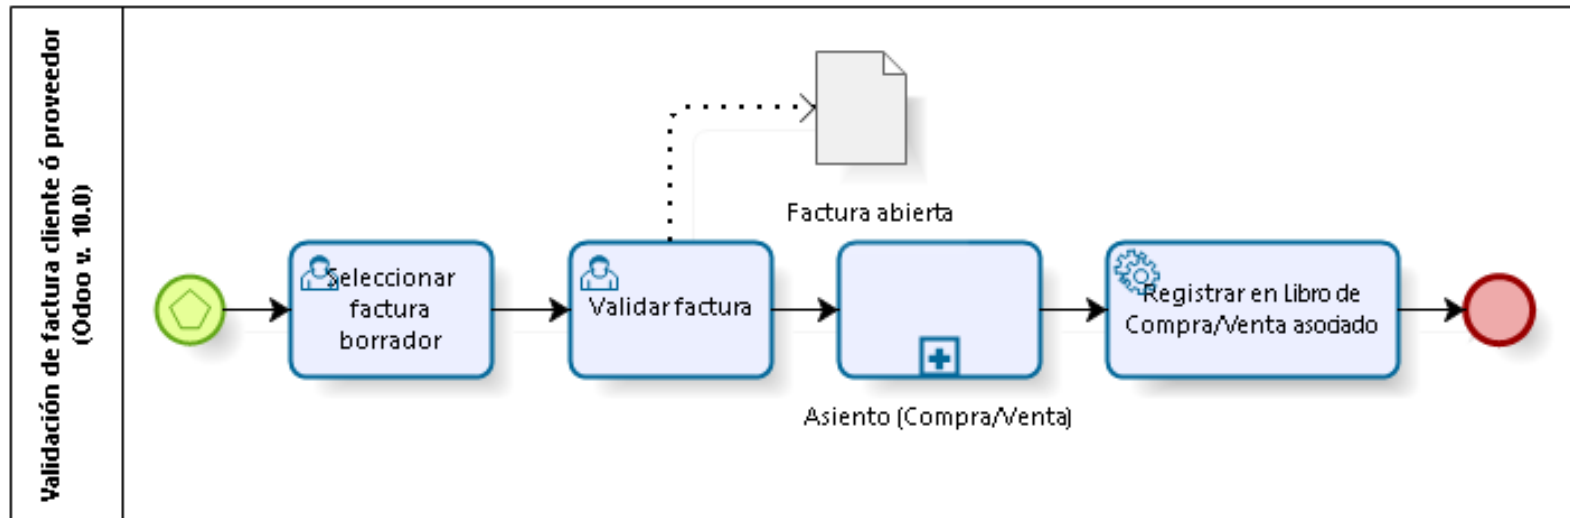 Validación de factura cliente ó proveedor
(Odoo v. 10.0)
Factura abierta
Seleccionar
factura
borrador
Validar factura
Asiento (Compra/Venta)
Registrar en Libro de
Compra/Venta asociado